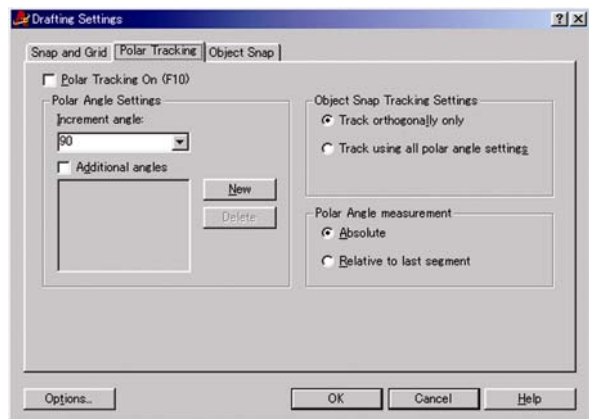 Drafting Settings
Snap and Grid Polar Tracking Object Snap
Polar Tracking On (F10)
Polar Angle Settings
Increment angle:
90
Additional angles
New
Delete
Object Snap Tracking Settings
Track orthogonally only
Track using all polar angle settings
Polar Angle measurement
Absolute
Relative to last segment
Options... OK Cancel Help